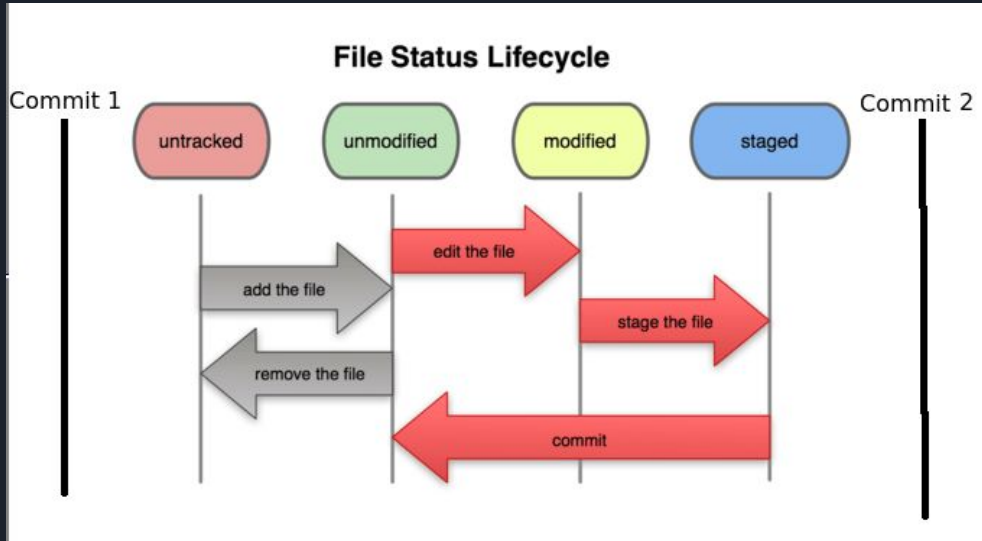 File Status Lifecycle
Commit 1
Commit 2
untracked
unmodified
modified
staged
edit the file
add the file
stage the file
remove the file
commit